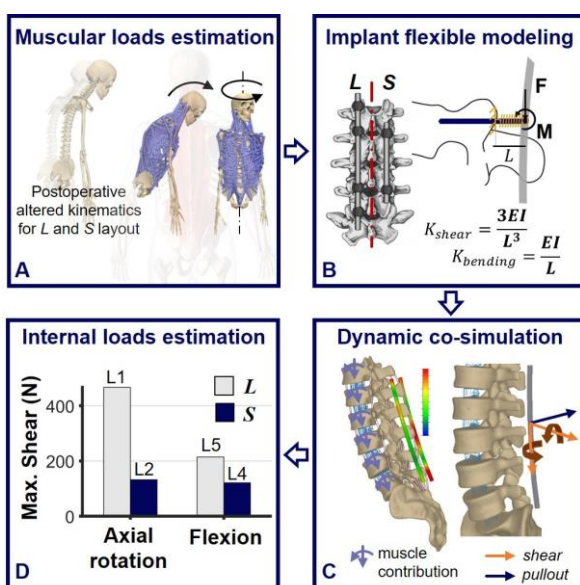 Muscular loads estimation
Postoperative
altered kinematics
for L and S layout
A
Implant flexible modeling
L S
F
M
L
K_shear = 3EI / L³
K_bending = EI / L
B
Internal loads estimation
Max. Shear (N)
400
200
0
L1
L2
L5
L4
L
S
Axial
rotation
Flexion
D
Dynamic co-simulation
muscle
contribution
shear
pullout
C